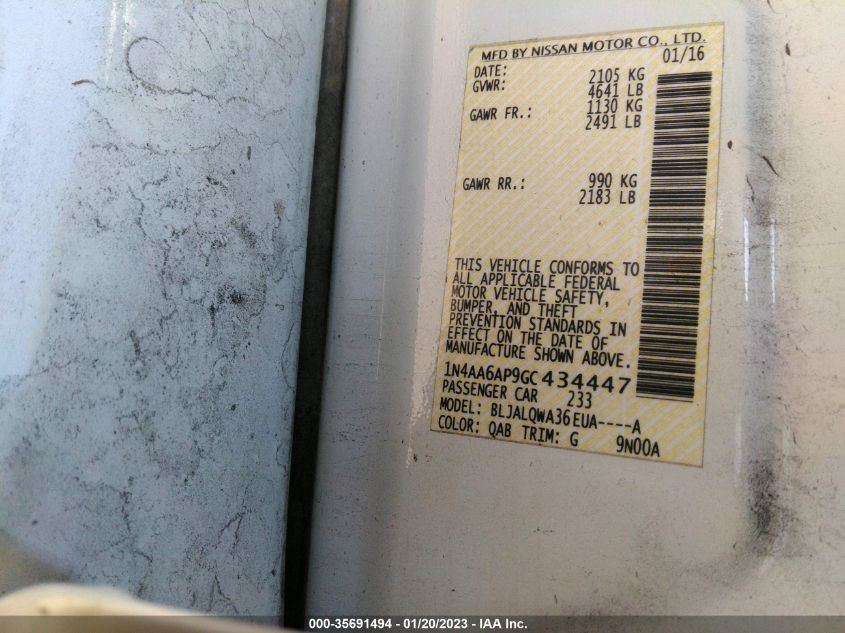 MFD BY NISSAN MOTOR CO., LTD.
DATE: 01/16
GVWR: 2105 KG
4641 LB
GAWR FR.: 1130 KG
2491 LB
GAWR RR.: 990 KG
2183 LB
THIS VEHICLE CONFORMS TO
ALL APPLICABLE FEDERAL
MOTOR VEHICLE SAFETY,
BUMPER, AND THEFT
PREVENTION STANDARDS IN
EFFECT ON THE DATE OF
MANUFACTURE SHOWN ABOVE.
1N4AA6AP9GC434447
PASSENGER CAR 233
MODEL: BLJALQWA36EUA----A
COLOR: QAB TRIM: G 9N00A
000-35691494 - 01/20/2023 - IAA Inc.